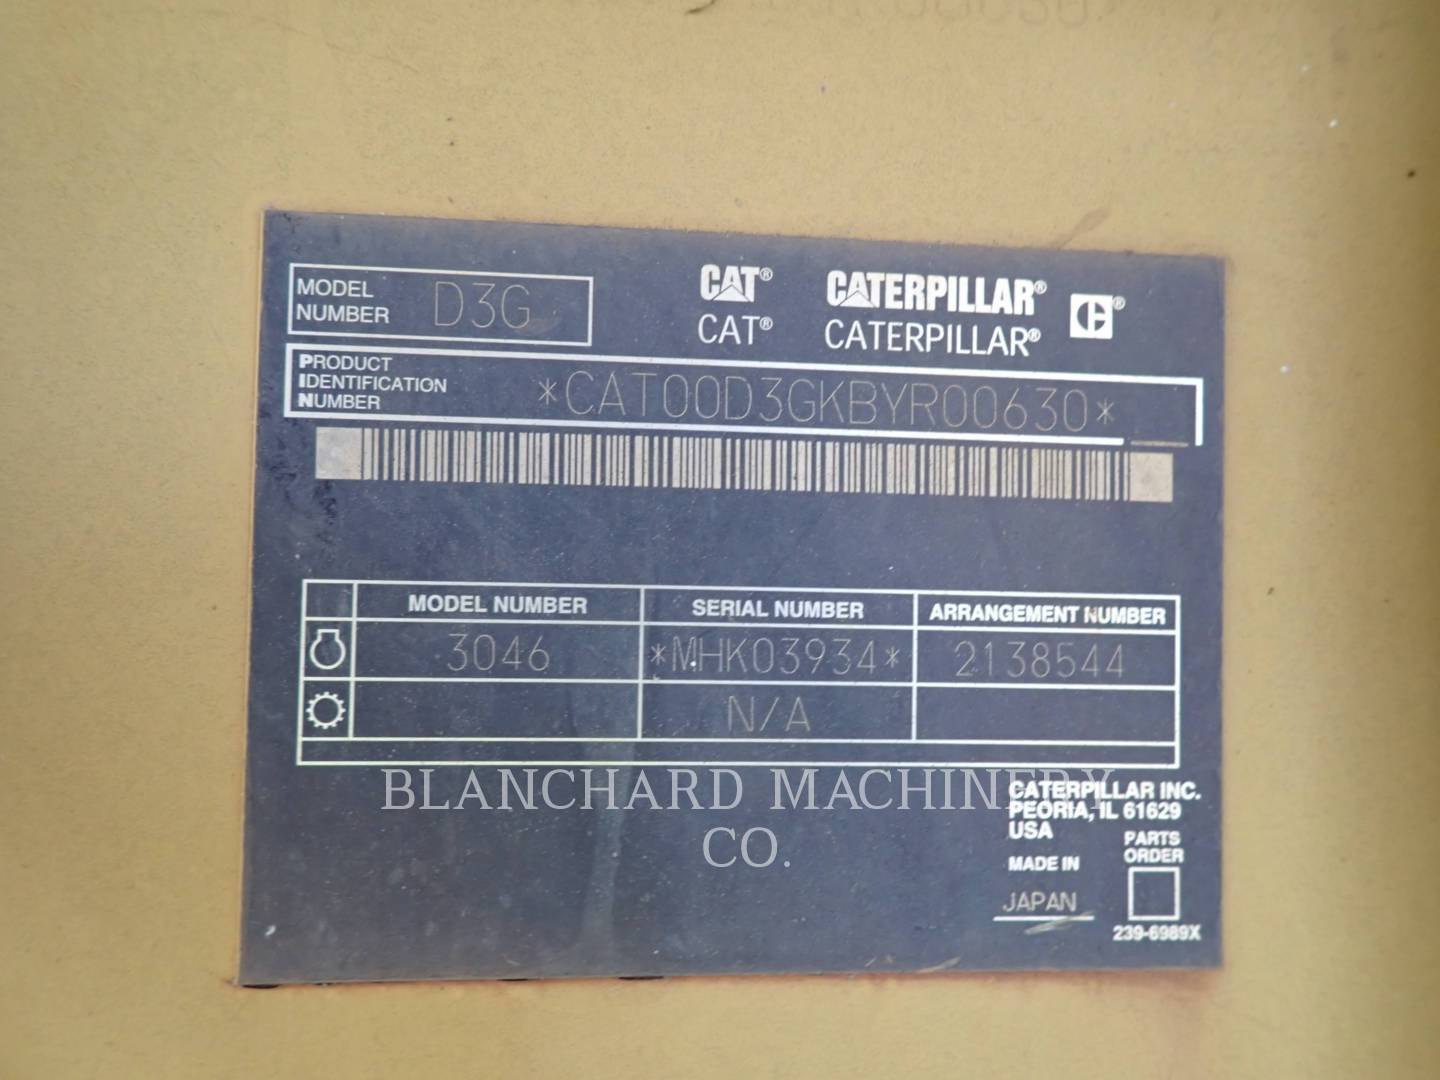 MODEL NUMBER D3G
CAT® CATERPILLAR® C®
CAT® CATERPILLAR®
PRODUCT IDENTIFICATION NUMBER *CAT00D3GKBYR00630*
MODEL NUMBER SERIAL NUMBER ARRANGEMENT NUMBER
3046 *MHK03934* 2138544
N/A
BLANCHARD MACHINERY
CO.
CATERPILLAR INC.
PEORIA, IL 61629
USA
PARTS
ORDER
MADE IN
JAPAN
239-6989X